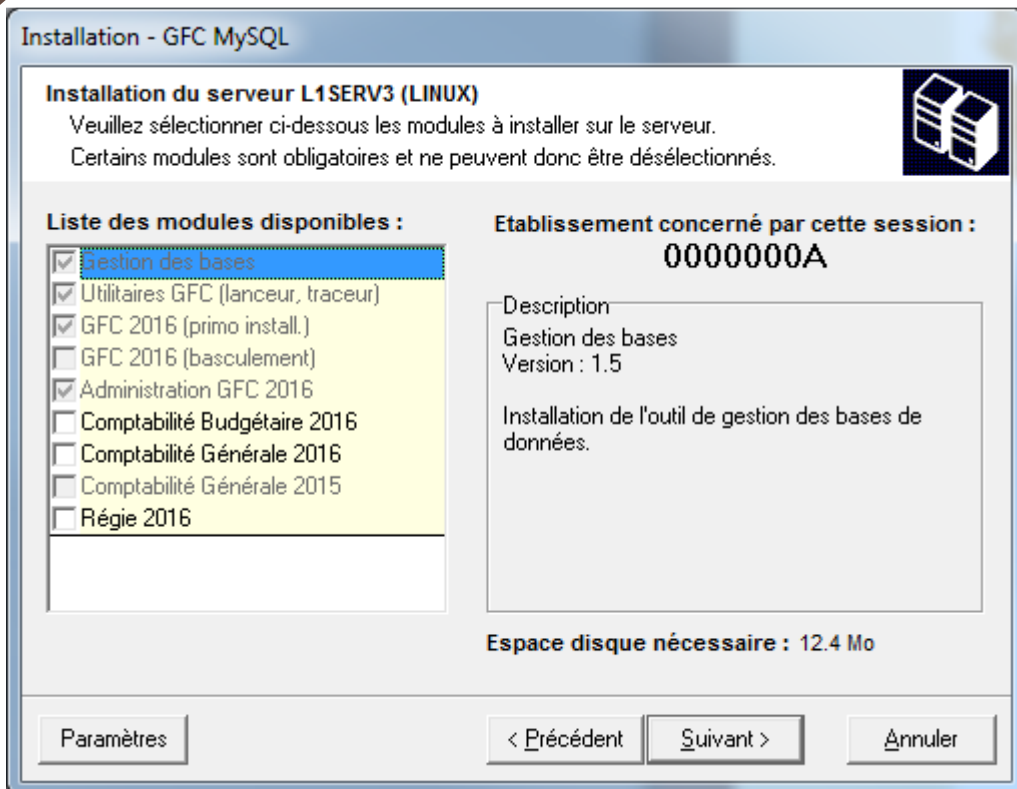 Installation - GFC MySQL
Installation du serveur L1SERV3 (LINUX)
Veuillez sélectionner ci-dessous les modules à installer sur le serveur.
Certains modules sont obligatoires et ne peuvent donc être désélectionnés.
Liste des modules disponibles :
Gestion des bases
Utilitaires GFC (lanceur, traceur)
GFC 2016 (primo install.)
GFC 2016 (basculement)
Administration GFC 2016
Comptabilité Budgétaire 2016
Comptabilité Générale 2016
Comptabilité Générale 2015
Régie 2016
Etablissement concerné par cette session :
0000000A
Description
Gestion des bases
Version : 1.5
Installation de l'outil de gestion des bases de
données.
Espace disque nécessaire : 12.4 Mo
Paramètres
< Précédent
Suivant >
Annuler